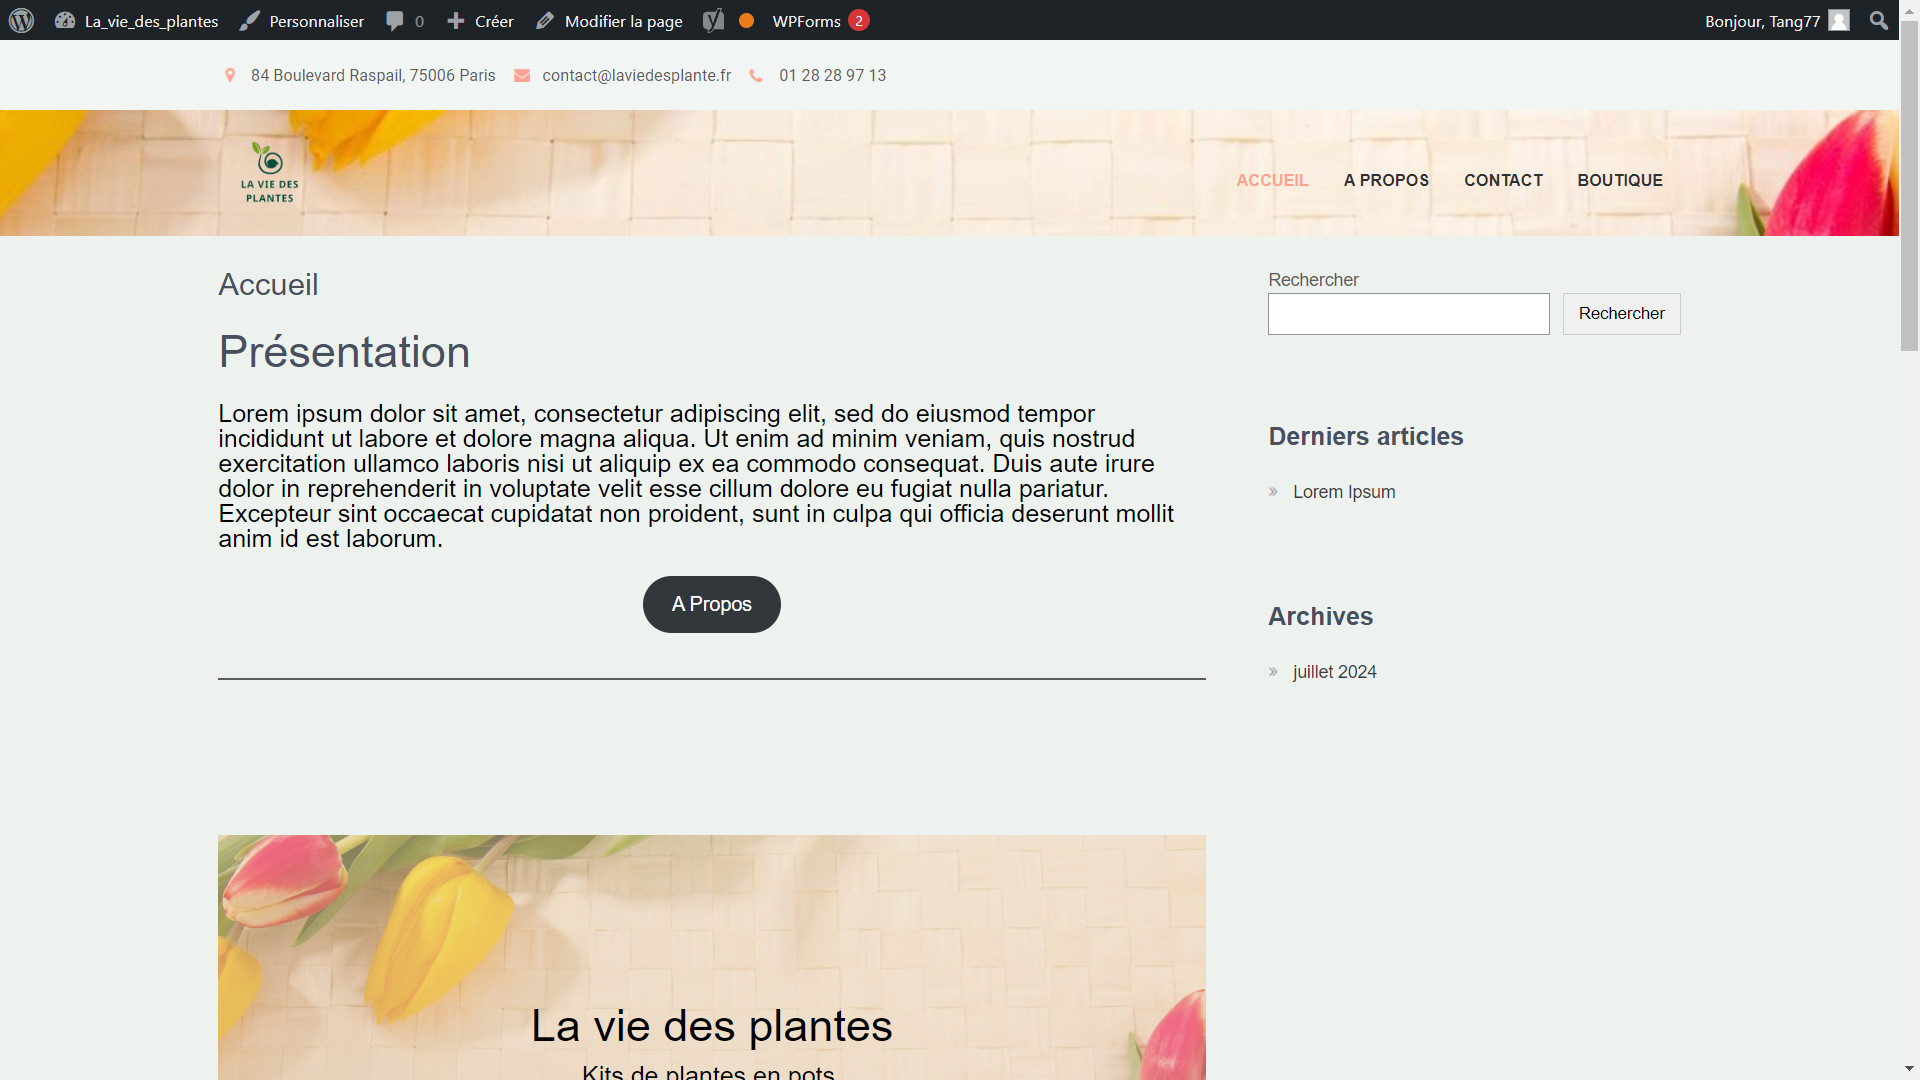 La_vie_des_plantes Personnaliser 0 Créer Modifier la page WPForms 2 Bonjour, Tang77
84 Boulevard Raspail, 75006 Paris contact@laviedesplante.fr 01 28 28 97 13
LA VIE DES
PLANTES
ACCUEIL A PROPOS CONTACT BOUTIQUE
Accueil
Présentation
Lorem ipsum dolor sit amet, consectetur adipiscing elit, sed do eiusmod tempor
incididunt ut labore et dolore magna aliqua. Ut enim ad minim veniam, quis nostrud
exercitation ullamco laboris nisi ut aliquip ex ea commodo consequat. Duis aute irure
dolor in reprehenderit in voluptate velit esse cillum dolore eu fugiat nulla pariatur.
Excepteur sint occaecat cupidatat non proident, sunt in culpa qui officia deserunt mollit
anim id est laborum.
A Propos
Rechercher
Rechercher
Derniers articles
Lorem Ipsum
Archives
juillet 2024
La vie des plantes
Kits de plantes en pots